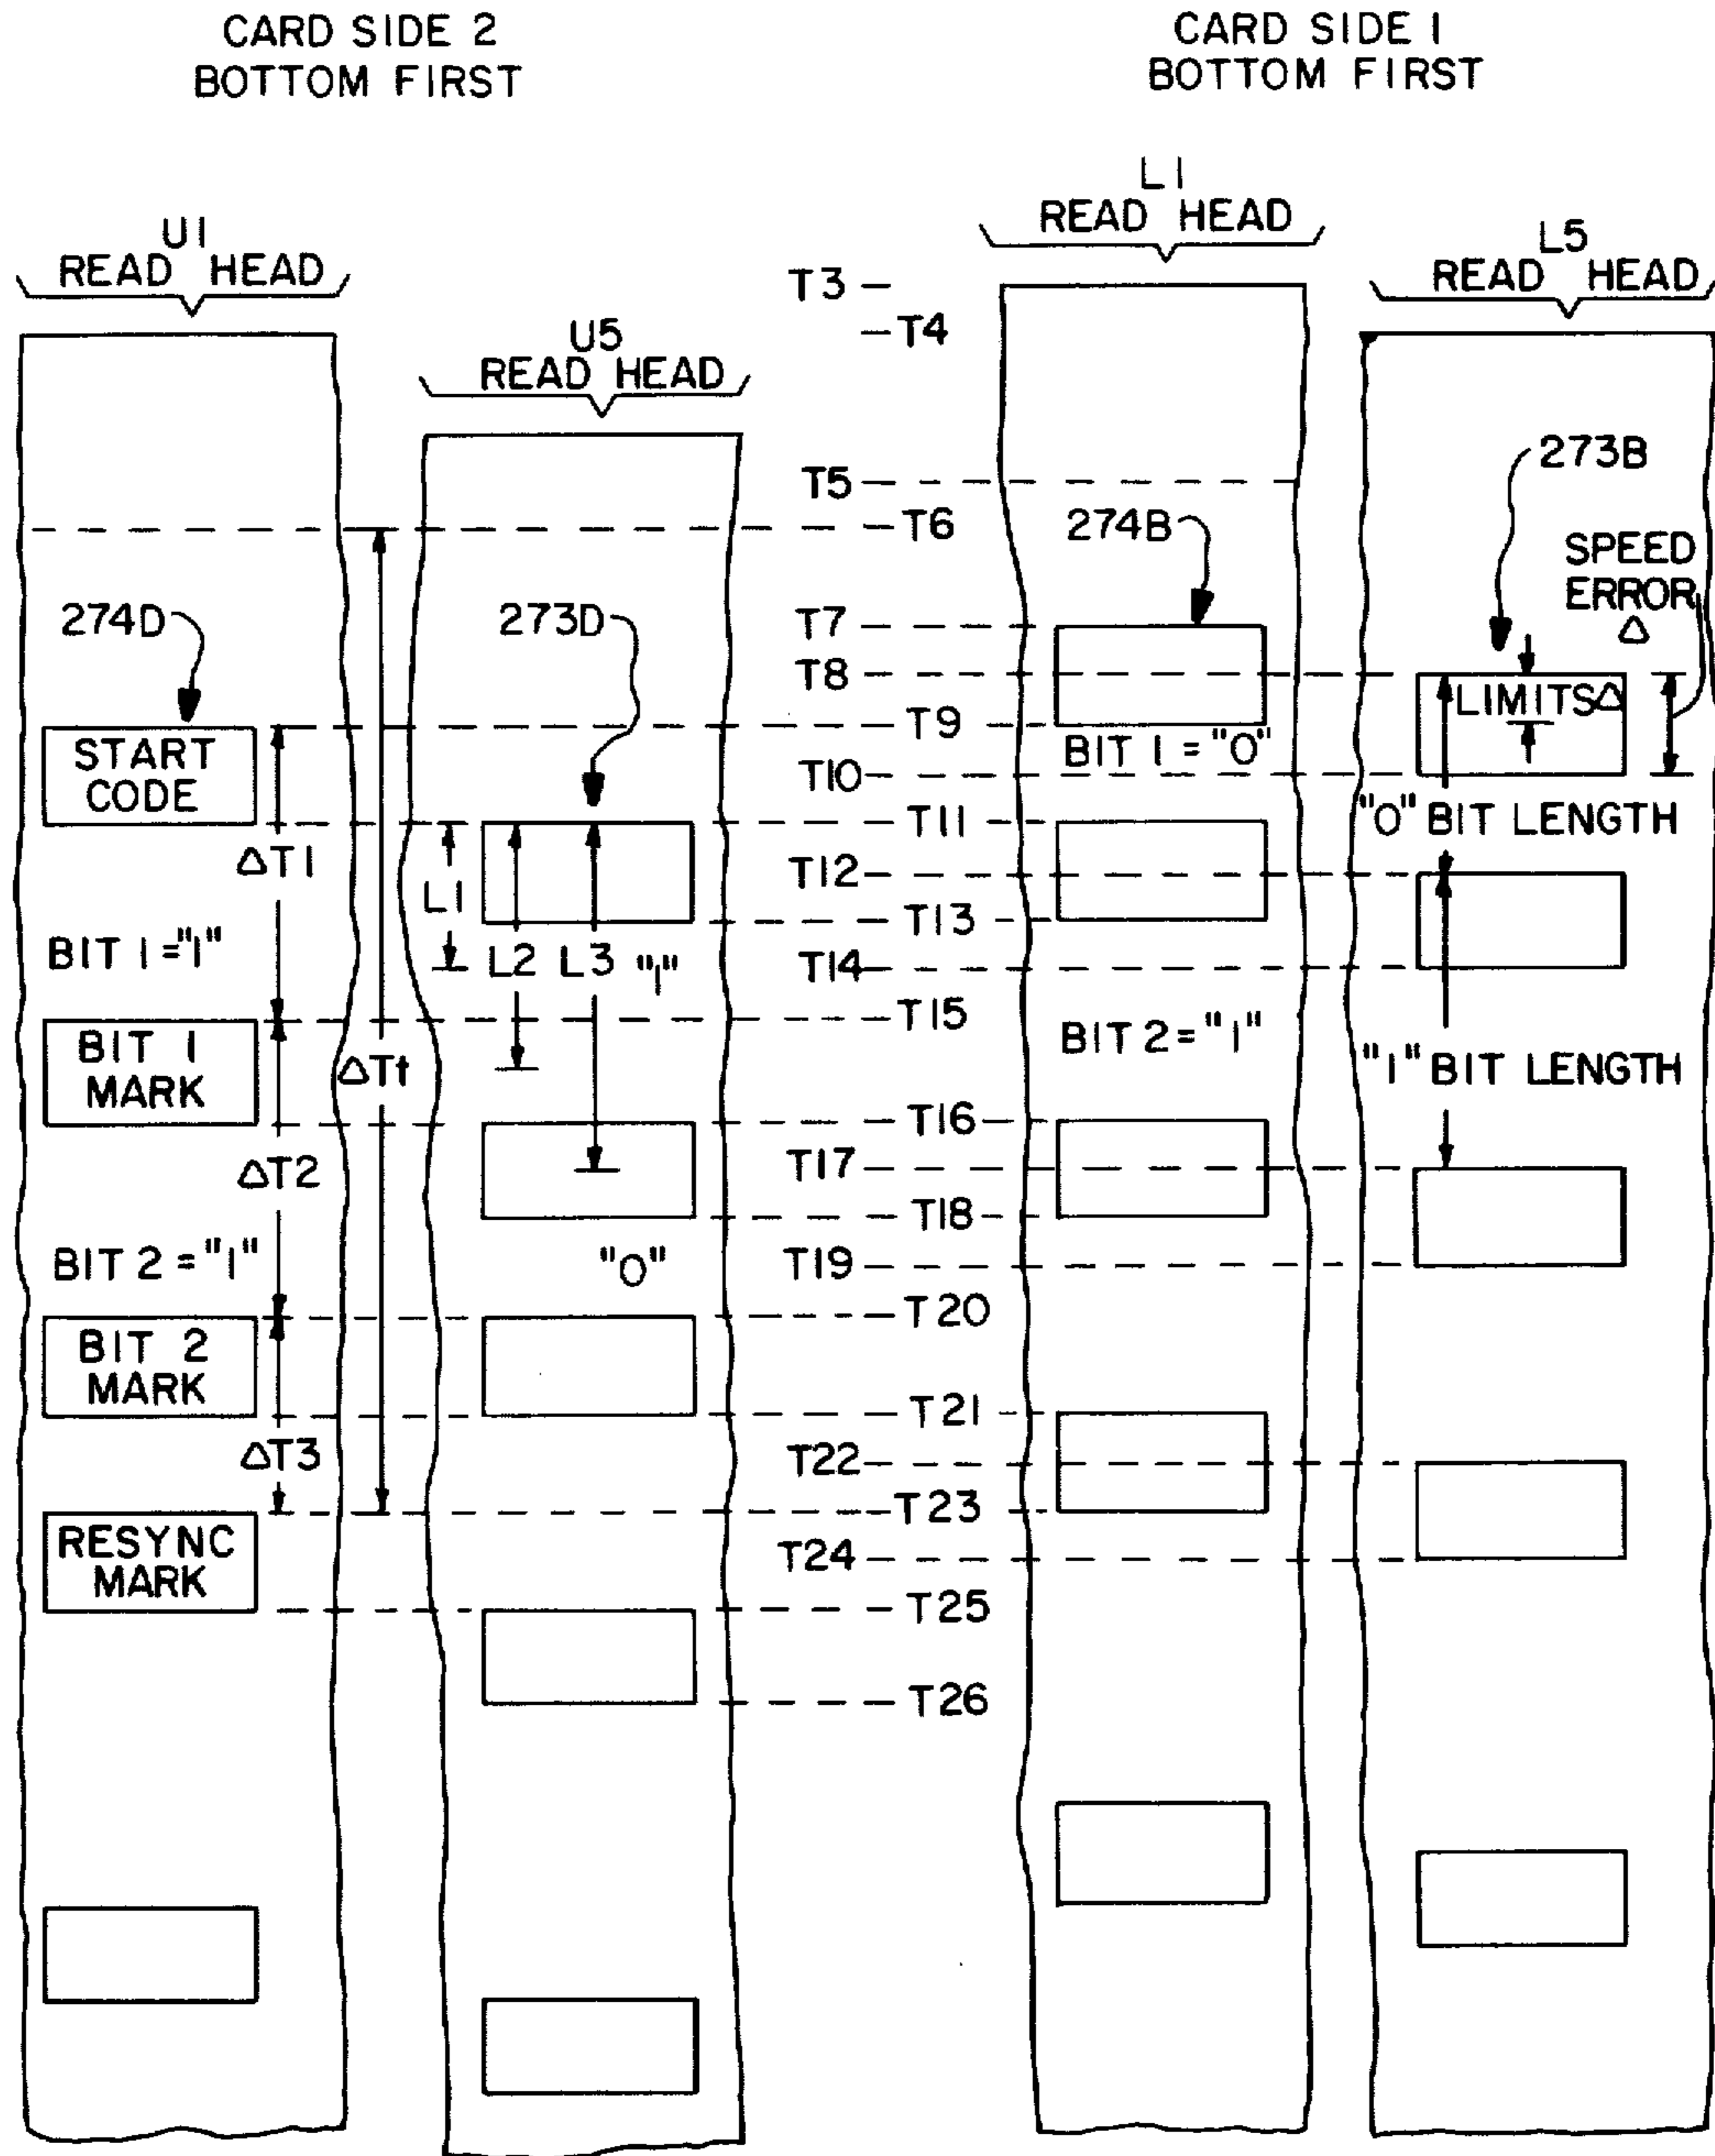 CARD SIDE 2
BOTTOM FIRST
CARD SIDE 1
BOTTOM FIRST
U1
READ HEAD
U5
READ HEAD
L1
READ HEAD
L5
READ HEAD
T3
T4
T5
T6
T7
T8
T9
T10
T11
T12
T13
T14
T15
T16
T17
T18
T19
T20
T21
T22
T23
T24
T25
T26
274D
START
CODE
ΔT1
BIT 1 = "1"
BIT 1
MARK
ΔT2
BIT 2 = "1"
BIT 2
MARK
ΔT3
RESYNC
MARK
ΔTt
273D
L1
L2
L3
"1"
"0"
274B
BIT 1 = "0"
BIT 2 = "1"
273B
SPEED
ERROR
Δ
LIMITS Δ
"0" BIT LENGTH
"1" BIT LENGTH